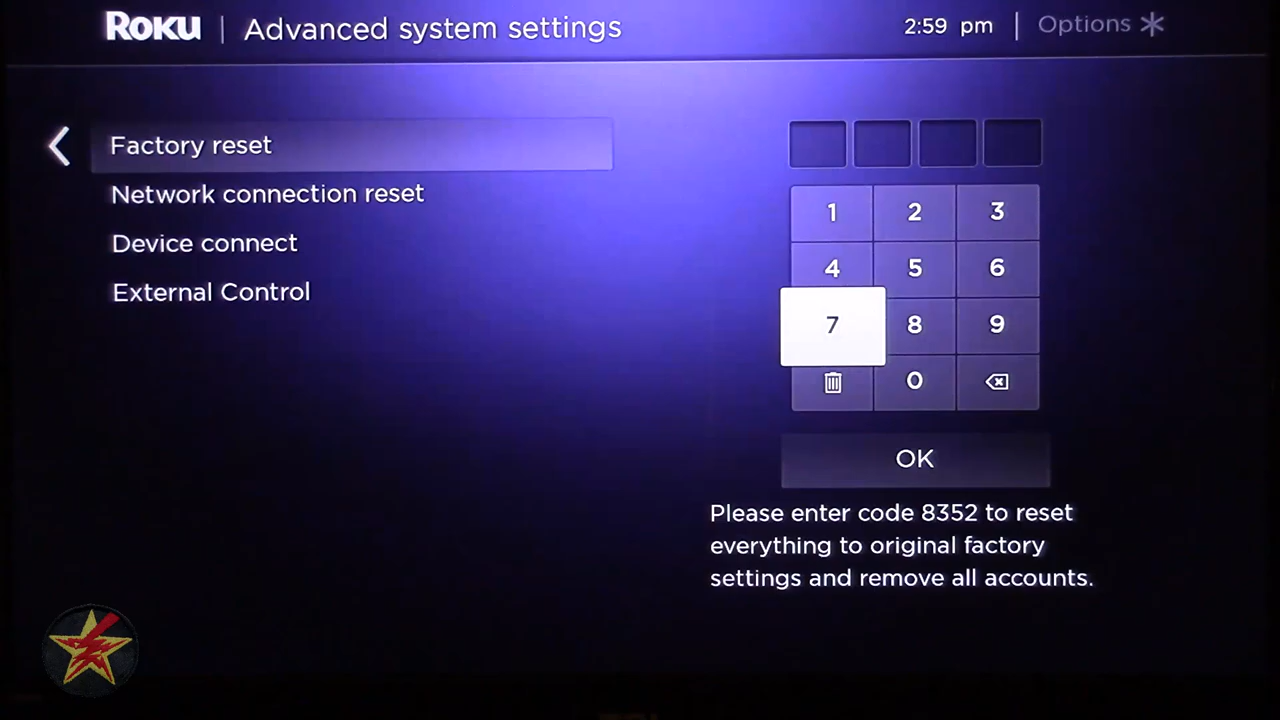 Roku | Advanced system settings
2:59 pm | Options *
Factory reset
Network connection reset
Device connect
External Control
1 2 3
4 5 6
7 8 9
0
OK
Please enter code 8352 to reset
everything to original factory
settings and remove all accounts.